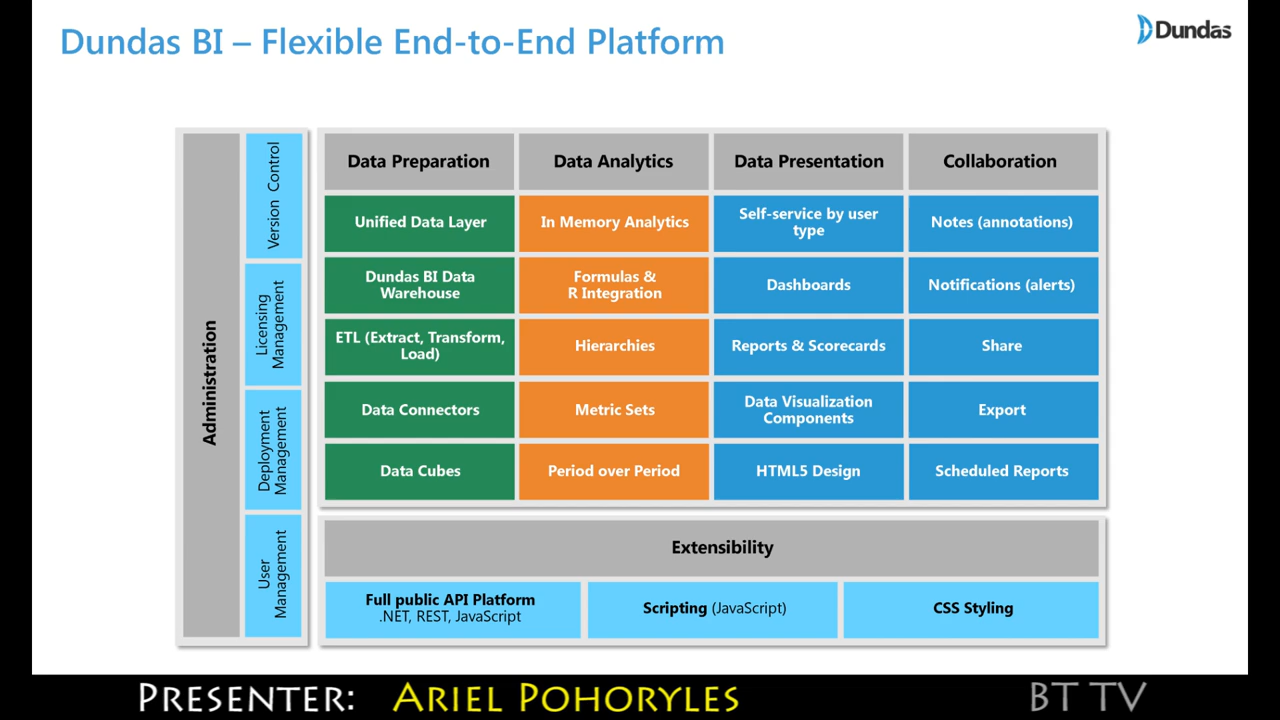 Dundas BI – Flexible End-to-End Platform
Dundas
Administration
Version Control
Licensing
Management
Deployment
Management
User
Management
Data Preparation
Data Analytics
Data Presentation
Collaboration
Unified Data Layer
In Memory Analytics
Self-service by user
type
Notes (annotations)
Dundas BI Data
Warehouse
Formulas &
R Integration
Dashboards
Notifications (alerts)
ETL (Extract, Transform,
Load)
Hierarchies
Reports & Scorecards
Share
Data Connectors
Metric Sets
Data Visualization
Components
Export
Data Cubes
Period over Period
HTML5 Design
Scheduled Reports
Extensibility
Full public API Platform
.NET, REST, JavaScript
Scripting (JavaScript)
CSS Styling
PRESENTER: ARIEL POHORYLES
BT TV